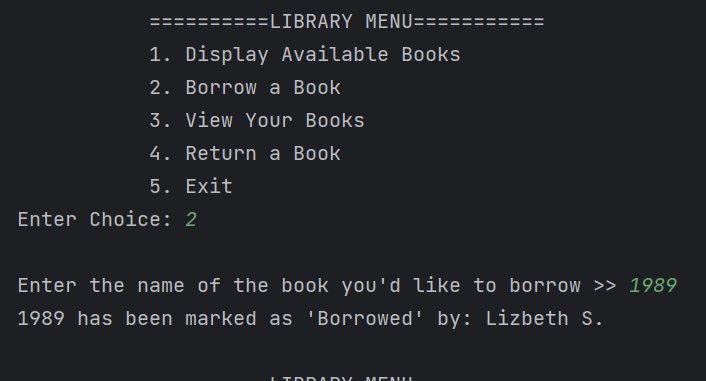 ==========LIBRARY MENU===========
1. Display Available Books
2. Borrow a Book
3. View Your Books
4. Return a Book
5. Exit
Enter Choice: 2
Enter the name of the book you'd like to borrow >> 1989
1989 has been marked as 'Borrowed' by: Lizbeth S.
LIBRARY MENU